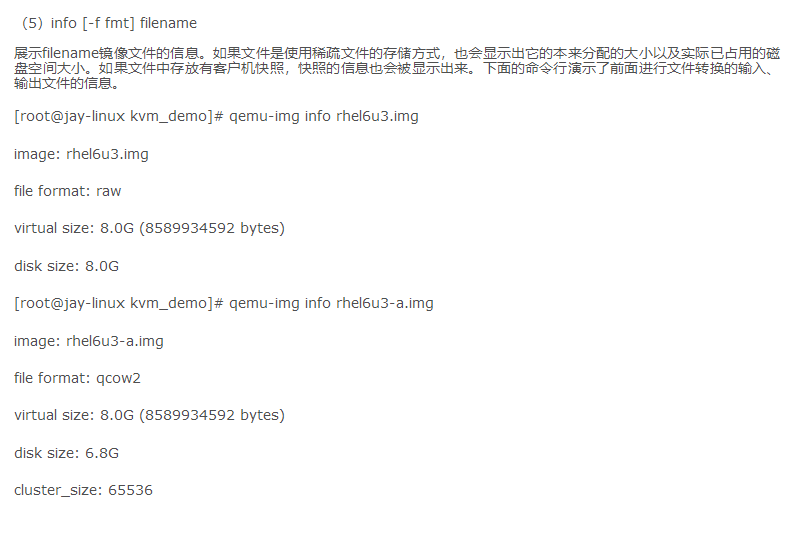 （5）info [-f fmt] filename
展示filename镜像文件的信息。如果文件是使用稀疏文件的存储方式，也会显示出它的本来分配的大小以及实际已占用的磁
盘空间大小。如果文件中存放有客户机快照，快照的信息也会被显示出来。下面的命令行演示了前面进行文件转换的输入、
输出文件的信息。
[root@jay-linux kvm_demo]# qemu-img info rhel6u3.img
image: rhel6u3.img
file format: raw
virtual size: 8.0G (8589934592 bytes)
disk size: 8.0G
[root@jay-linux kvm_demo]# qemu-img info rhel6u3-a.img
image: rhel6u3-a.img
file format: qcow2
virtual size: 8.0G (8589934592 bytes)
disk size: 6.8G
cluster_size: 65536